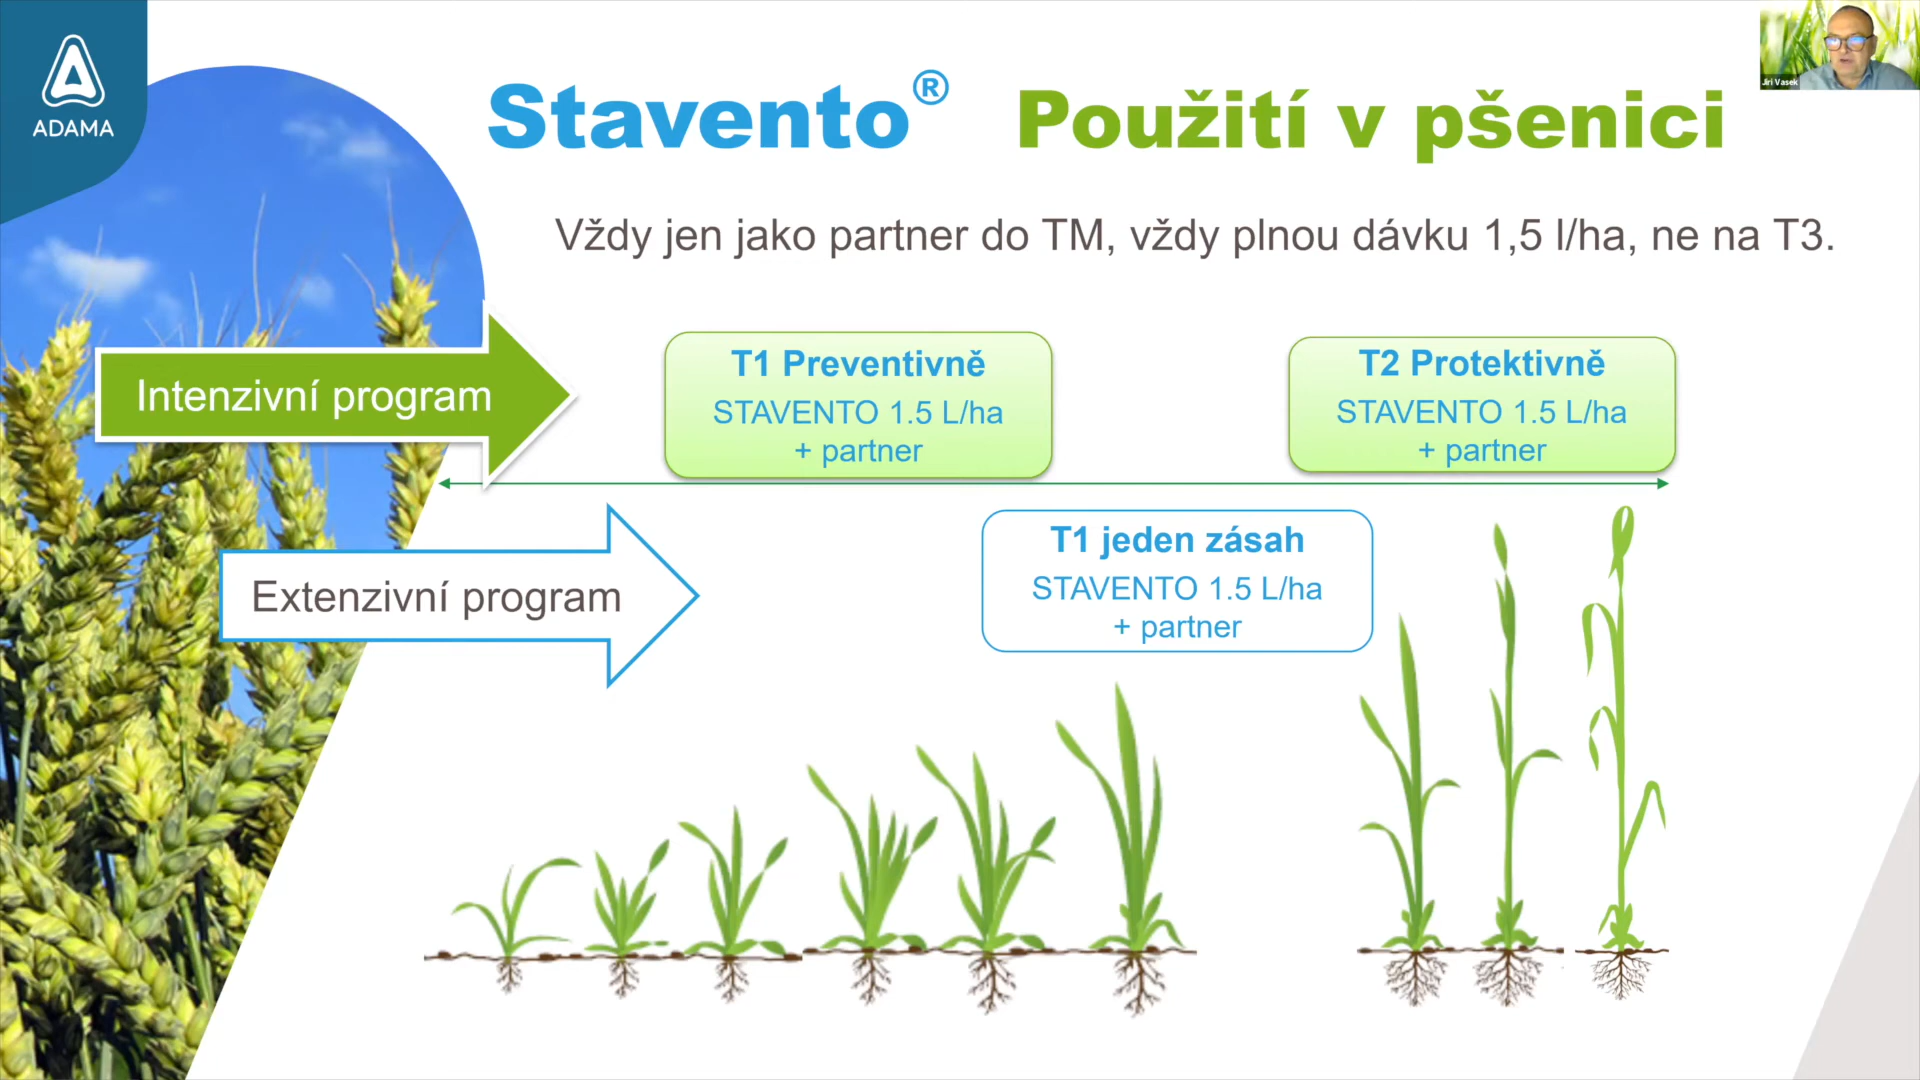 ADAMA
Stavento® Použití v pšenici
Jiri Vasek
Vždy jen jako partner do TM, vždy plnou dávku 1,5 l/ha, ne na T3.
Intenzivní program
T1 Preventivně
STAVENTO 1.5 L/ha
+ partner
T2 Protektivně
STAVENTO 1.5 L/ha
+ partner
Extenzivní program
T1 jeden zásah
STAVENTO 1.5 L/ha
+ partner